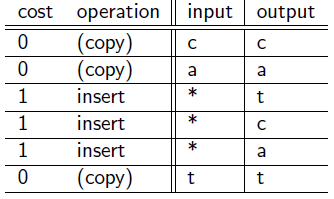 cost operation input output
0 (copy) c c
0 (copy) a a
1 insert * t
1 insert * c
1 insert * a
0 (copy) t t